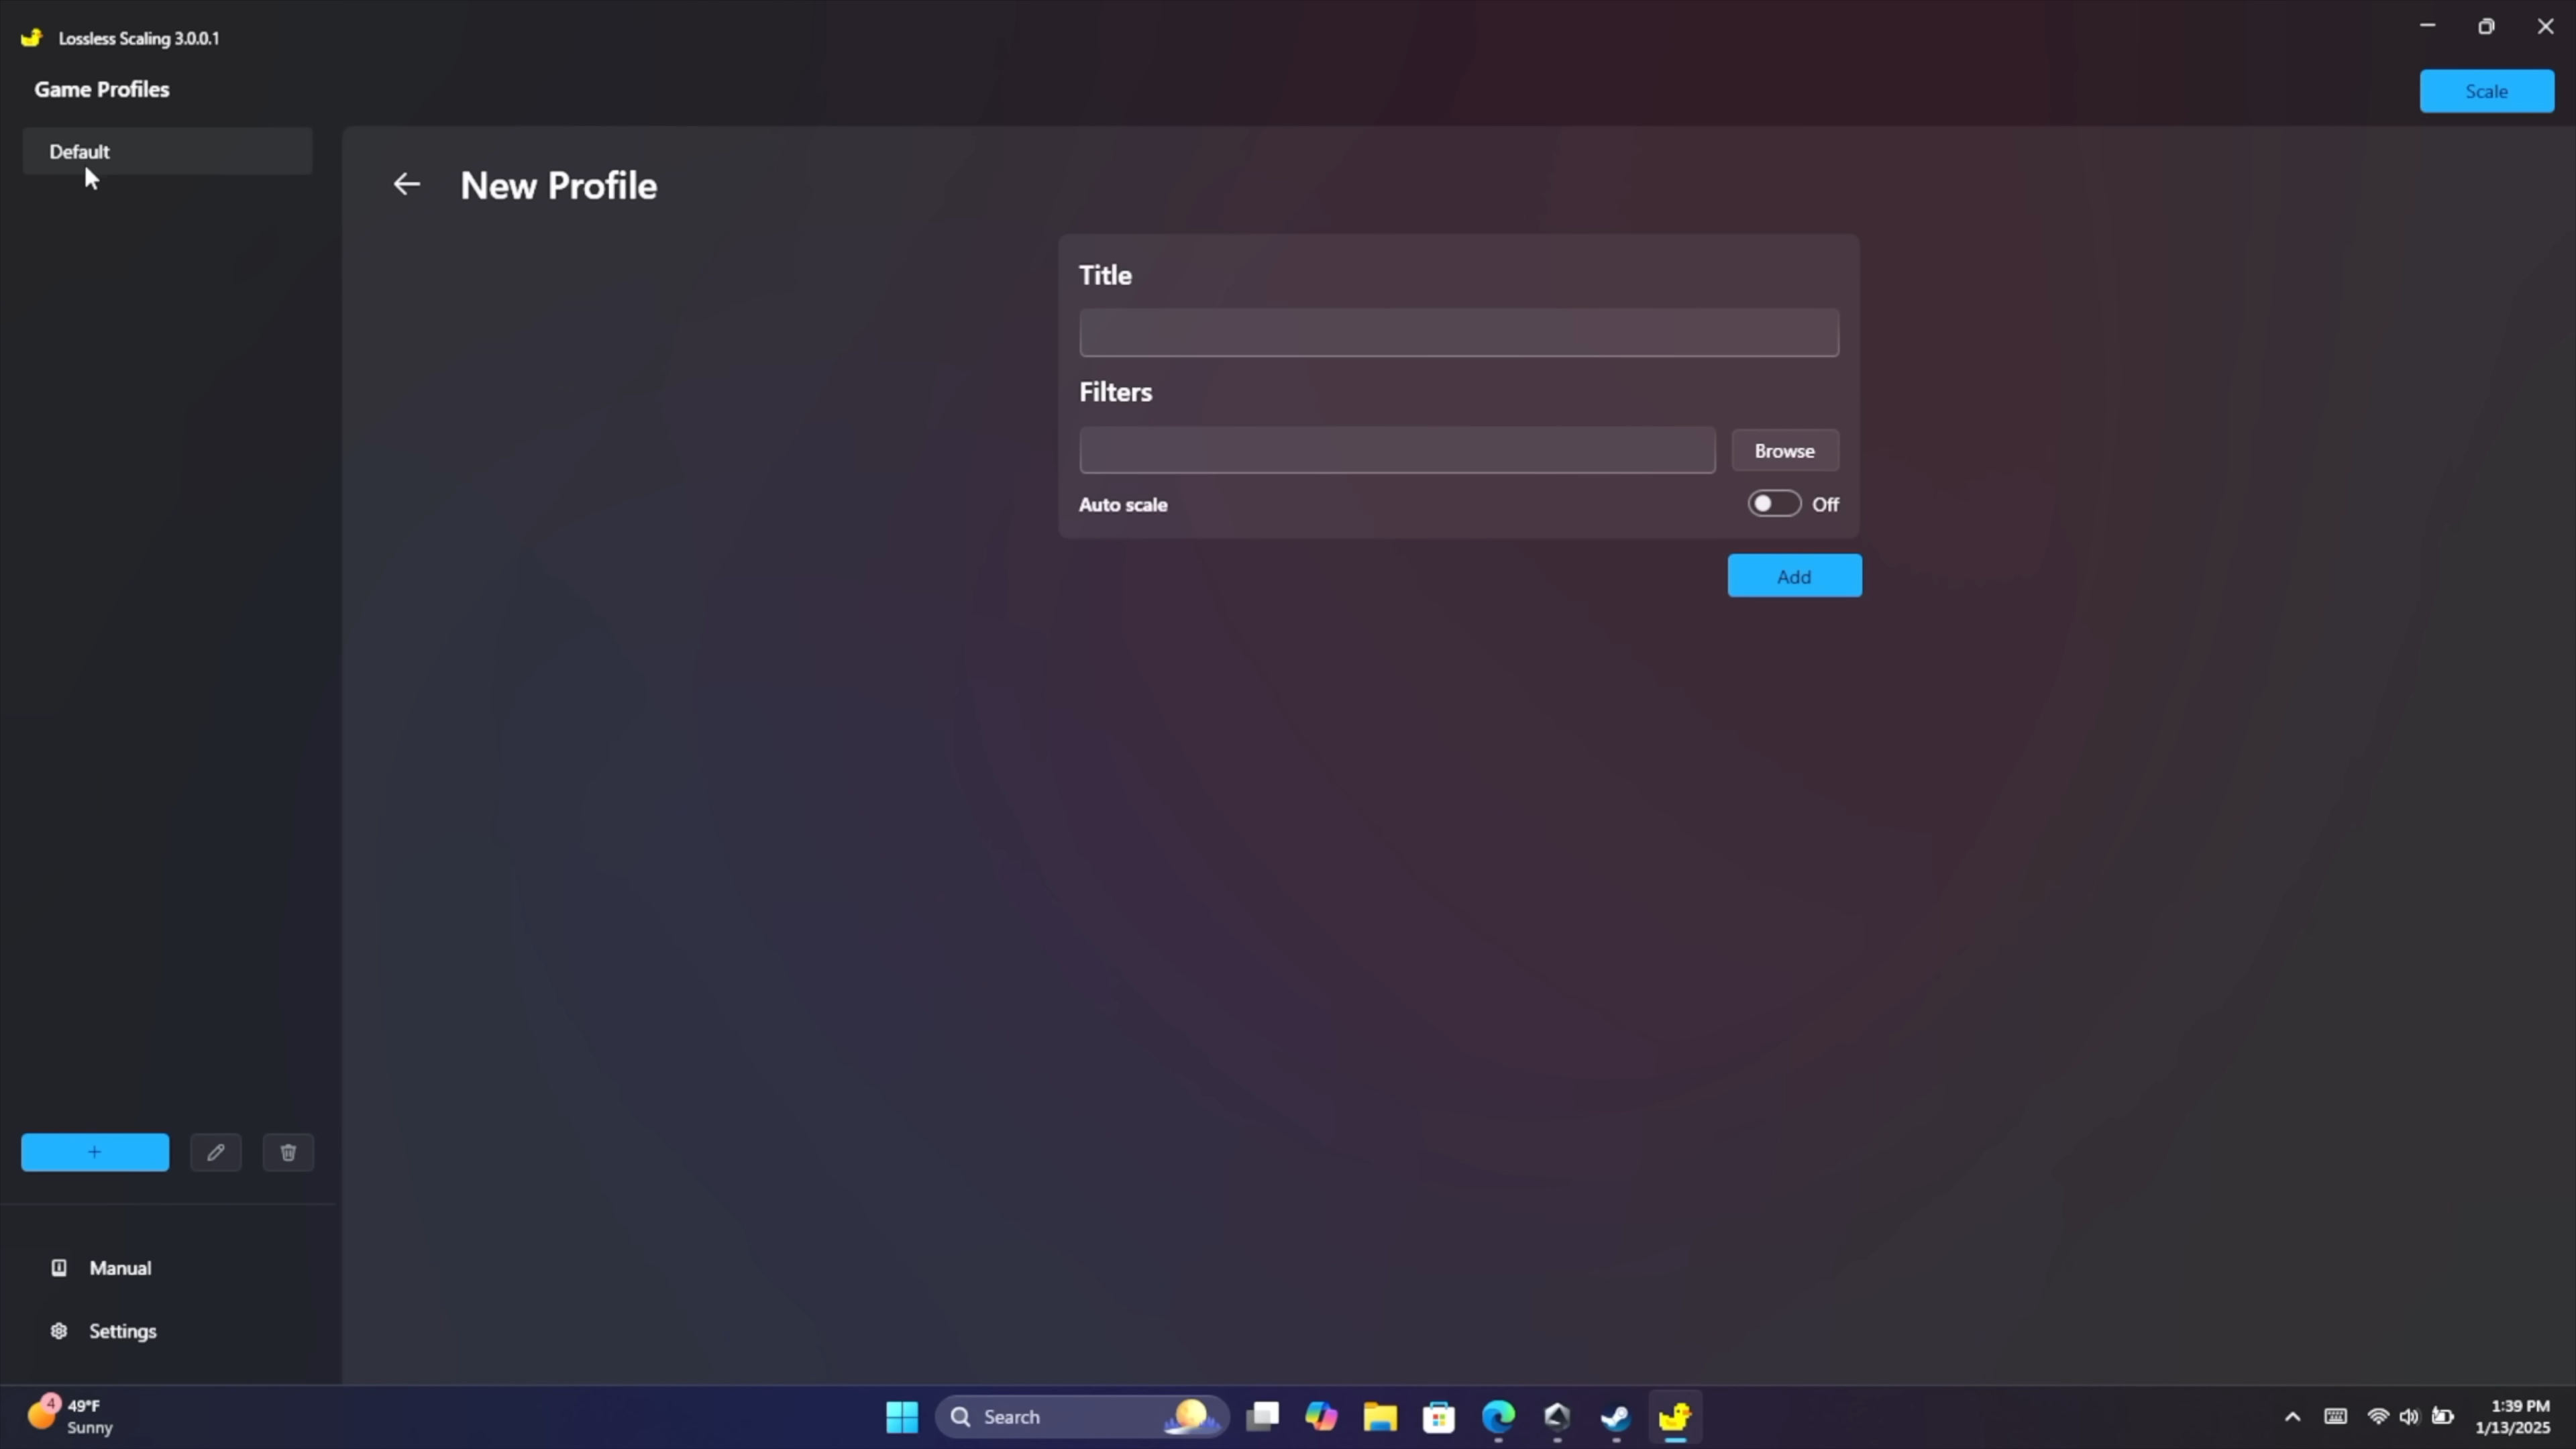 Lossless Scaling 3.0.0.1
Game Profiles
Scale
Default
New Profile
Title
Filters
Browse
Auto scale
Off
Add
+
Manual
Settings
4
49°F
Sunny
Search
1:39 PM
1/13/2025